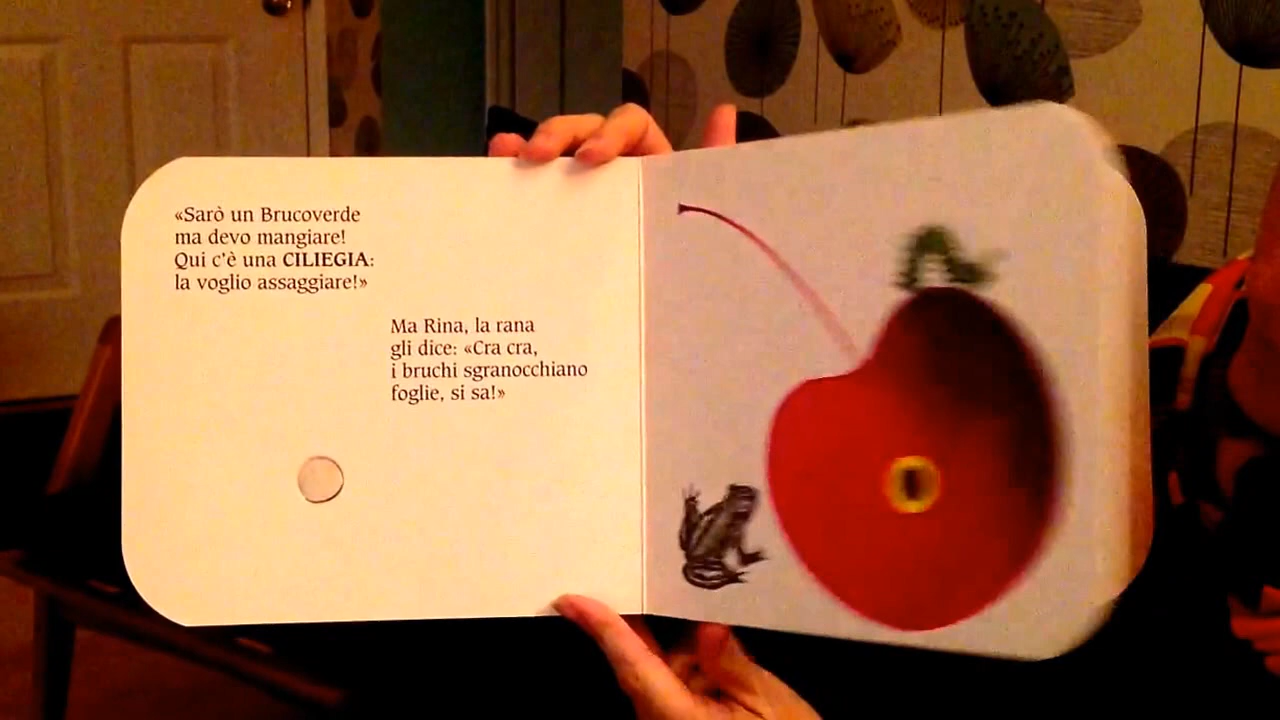 «Sarò un Brucoverde
ma devo mangiare!
Qui c'è una CILIEGIA:
la voglio assaggiare!»
Ma Rina, la rana
gli dice: «Cra cra,
i bruchi sgranocchiano
foglie, si sa!»